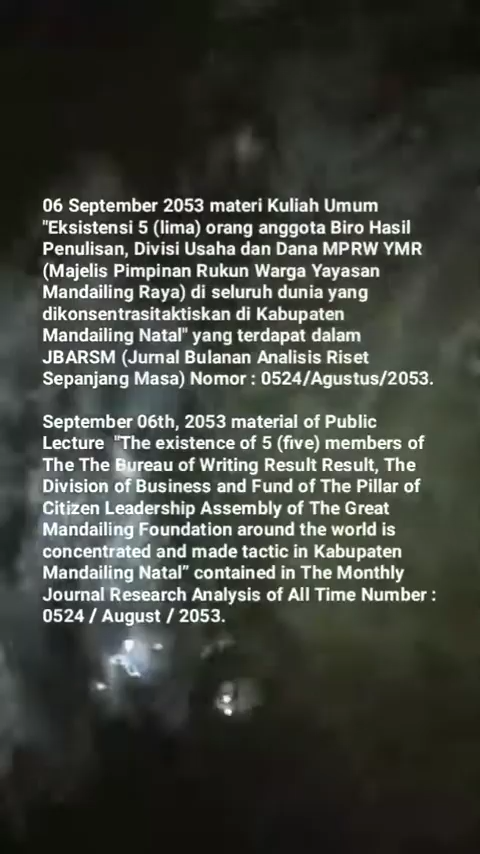 06 September 2053 materi Kuliah Umum
"Eksistensi 5 (lima) orang anggota Biro Hasil
Penulisan, Divisi Usaha dan Dana MPRW YMR
(Majelis Pimpinan Rukun Warga Yayasan
Mandailing Raya) di seluruh dunia yang
dikonsentrasitaktiskan di Kabupaten
Mandailing Natal" yang terdapat dalam
JBARSM (Jurnal Bulanan Analisis Riset
Sepanjang Masa) Nomor : 0524/Agustus/2053.
September 06th, 2053 material of Public
Lecture "The existence of 5 (five) members of
The The Bureau of Writing Result Result, The
Division of Business and Fund of The Pillar of
Citizen Leadership Assembly of The Great
Mandailing Foundation around the world is
concentrated and made tactic in Kabupaten
Mandailing Natal" contained in The Monthly
Journal Research Analysis of All Time Number :
0524 / August / 2053.